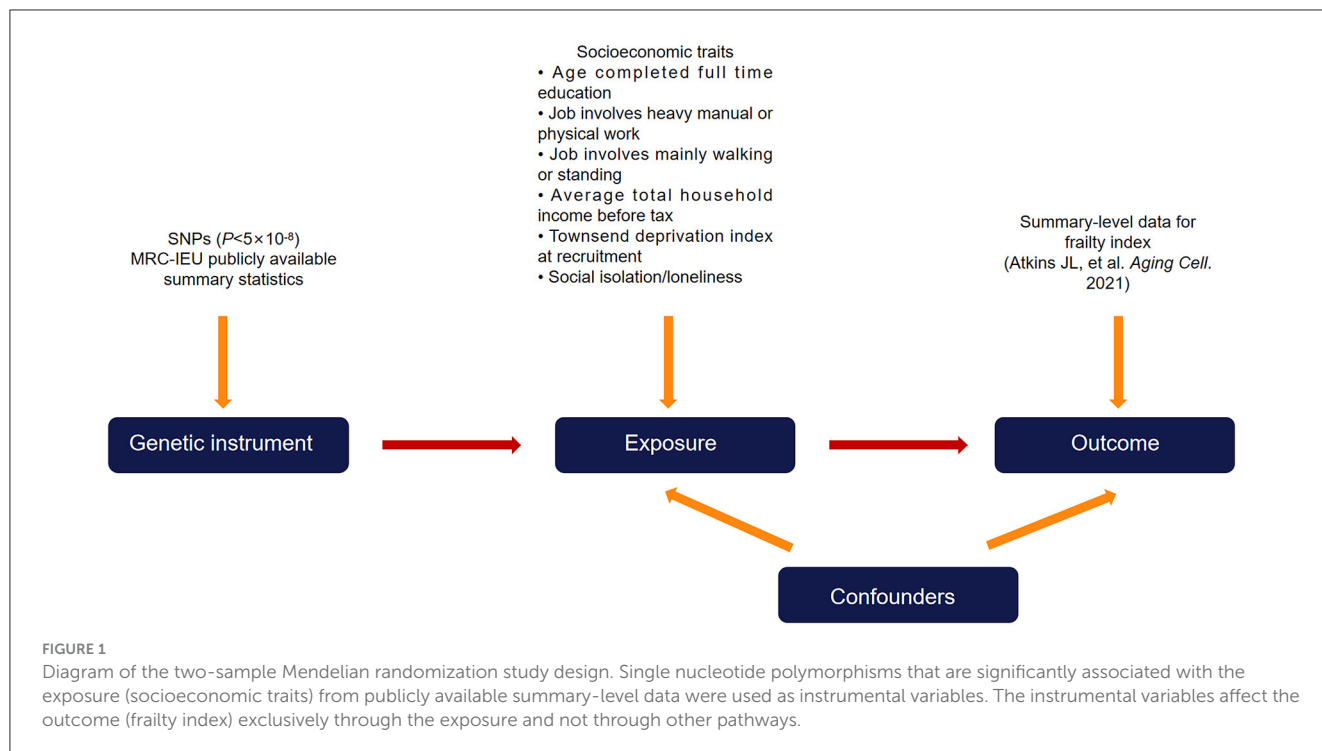 Socioeconomic traits
• Age completed full time
education
• Job involves heavy manual or
physical work
• Job involves mainly walking
or standing
• Average total household
income before tax
• Townsend deprivation index
at recruitment
• Social isolation/loneliness
SNPs (P<5×10-8)
MRC-IEU publicly available
summary statistics
Summary-level data for
frailty index
(Atkins JL, et al. Aging Cell.
2021)
Genetic instrument
Exposure
Outcome
Confounders
FIGURE 1
Diagram of the two-sample Mendelian randomization study design. Single nucleotide polymorphisms that are significantly associated with the
exposure (socioeconomic traits) from publicly available summary-level data were used as instrumental variables. The instrumental variables affect the
outcome (frailty index) exclusively through the exposure and not through other pathways.